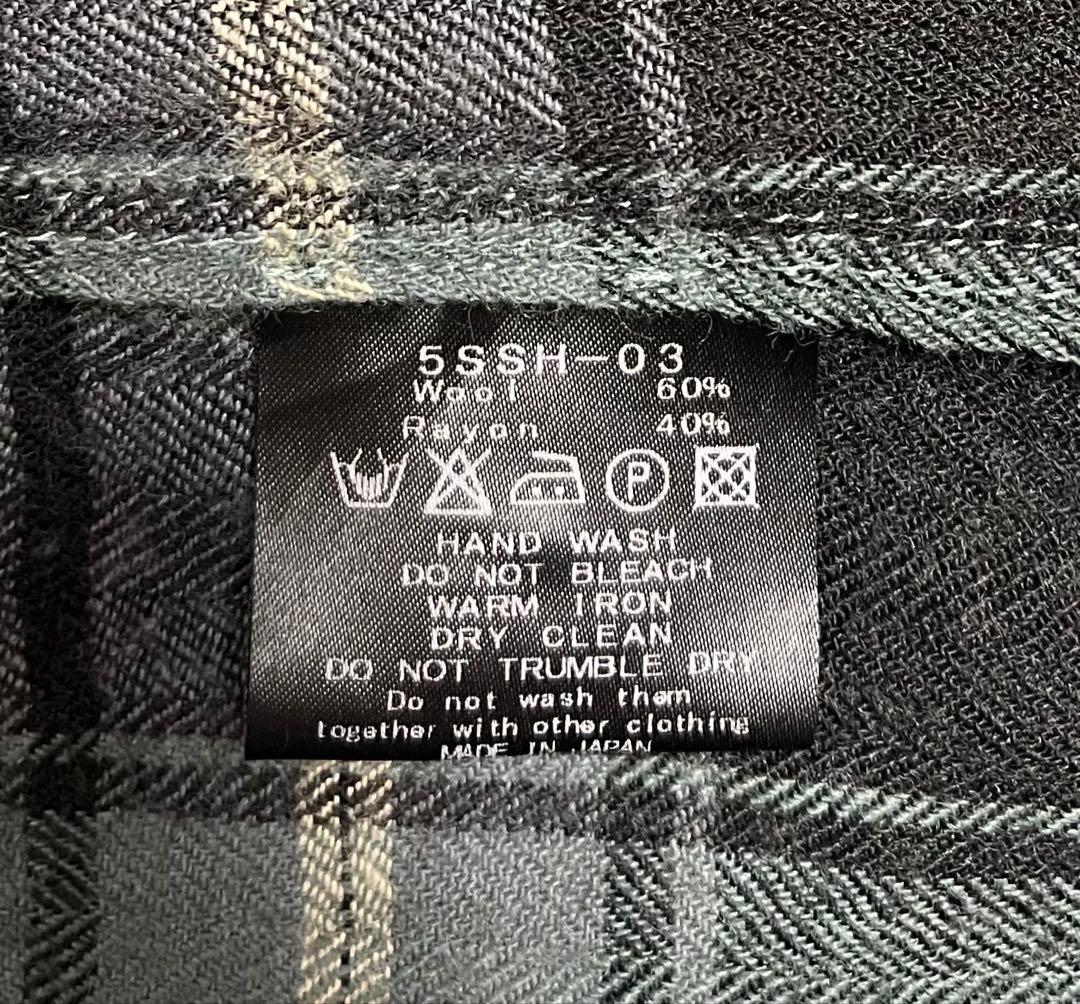 5SSH-03
Wool 60%
Rayon 40%
P
HAND WASH
DO NOT BLEACH
WARM IRON
DRY CLEAN
DO NOT TRUMBLE DRY
Do not wash them
together with other clothing
MADE IN JAPAN